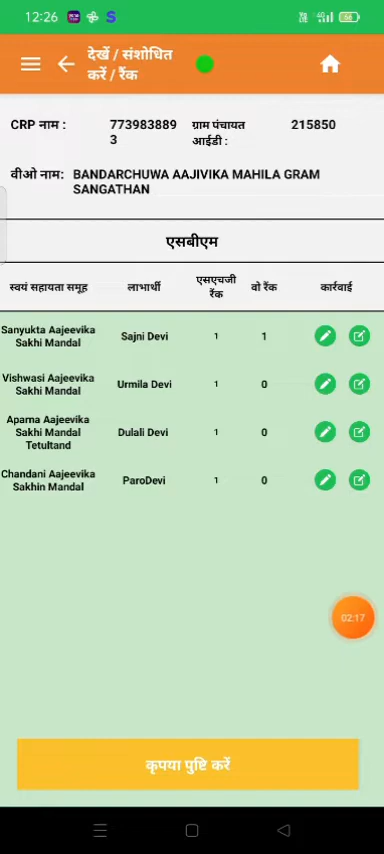 12:26
66
देखें / संशोधित
करें / रैंक
CRP नाम :
773983889
3
ग्राम पंचायत
आईडी :
215850
वीओ नाम: BANDARCHUWA AAJIVIKA MAHILA GRAM
SANGATHAN
एसबीएम
स्वयं सहायता समूह
लाभार्थी
एसएचजी
रैंक
वो रैंक
कार्रवाई
Sanyukta Aajeevika
Sakhi Mandal
Sajni Devi
1
1
Vishwasi Aajeevika
Sakhi Mandal
Urmila Devi
1
0
Aparna Aajeevika
Sakhi Mandal
Tetultand
Dulali Devi
1
0
Chandani Aajeevika
Sakhin Mandal
ParoDevi
1
0
02:17
कृपया पुष्टि करें